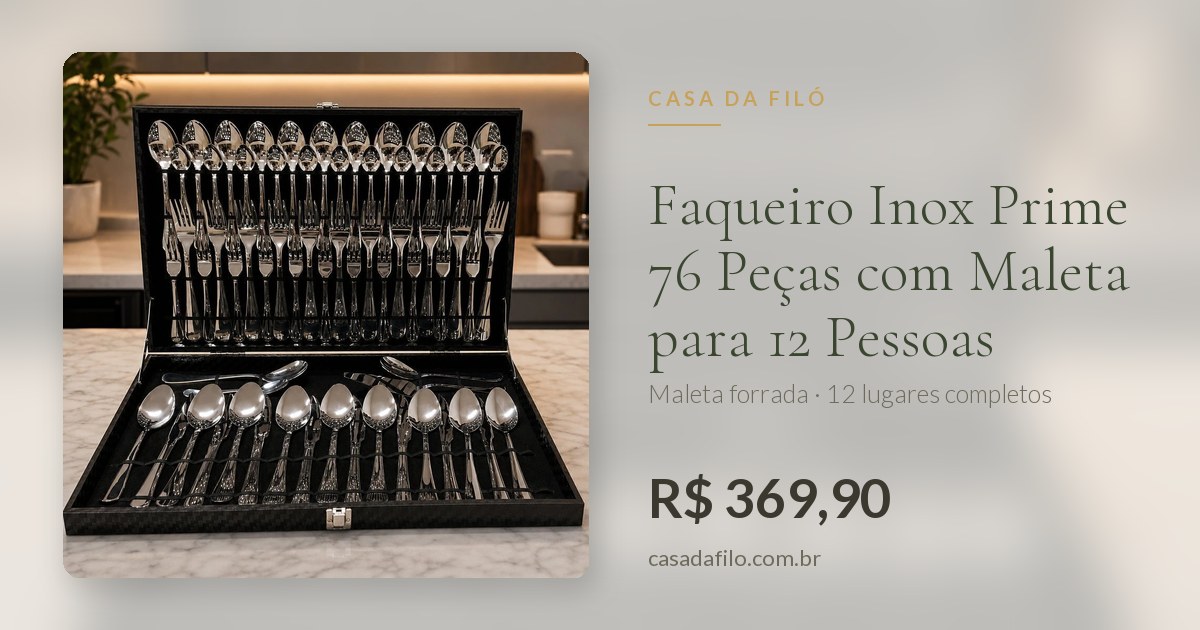 CASA DA FILÓ
Faqueiro Inox Prime
76 Peças com Maleta
para 12 Pessoas
Maleta forrada · 12 lugares completos
R$ 369,90
casadafilo.com.br